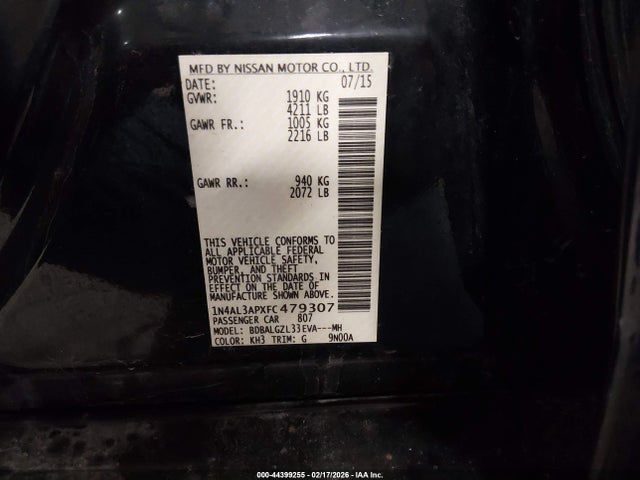 MFD BY NISSAN MOTOR CO., LTD.
DATE: 07/15
GVWR: 1910 KG
4211 LB
GAWR FR.: 1005 KG
2216 LB
GAWR RR.: 940 KG
2072 LB
THIS VEHICLE CONFORMS TO
ALL APPLICABLE FEDERAL
MOTOR VEHICLE SAFETY,
BUMPER, AND THEFT
PREVENTION STANDARDS IN
EFFECT ON THE DATE OF
MANUFACTURE SHOWN ABOVE.
1N4AL3APXFC479307
PASSENGER CAR 807
MODEL: BDBALGZL33EVA---MH
COLOR: KH3 TRIM: G 9N00A
000-44399255 - 02/17/2026 - IAA Inc.